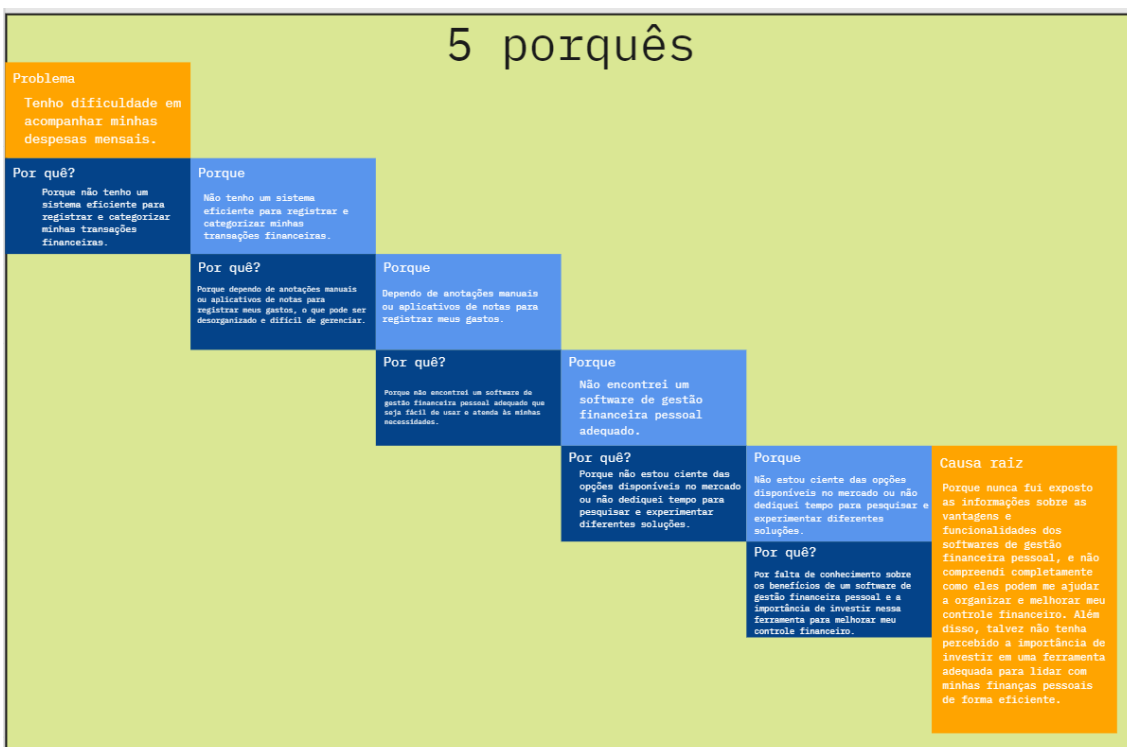 5 porquês
Problema
Tenho dificuldade em
acompanhar minhas
despesas mensais.
Por quê?
Porque não tenho um
sistema eficiente para
registrar e categorizar
minhas transações
financeiras.
Porque
Não tenho um sistema
eficiente para registrar e
categorizar minhas
transações financeiras.
Por quê?
Porque dependo de anotações manuais
ou aplicativos de notas para
registrar meus gastos, o que pode ser
desorganizado e difícil de gerenciar.
Porque
Dependo de anotações manuais
ou aplicativos de notas para
registrar meus gastos.
Por quê?
Porque não encontrei um software de
gestão financeira pessoal adequado que
seja fácil de usar e atenda às minhas
necessidades.
Porque
Não encontrei um
software de gestão
financeira pessoal
adequado.
Por quê?
Porque não estou ciente das
opções disponíveis no mercado
ou não dediquei tempo para
pesquisar e experimentar
diferentes soluções.
Porque
Não estou ciente das opções
disponíveis no mercado ou não
dediquei tempo para pesquisar e
experimentar diferentes
soluções.
Por quê?
Por falta de conhecimento sobre
os benefícios de um software de
gestão financeira pessoal e a
importância de investir nessa
ferramenta para melhorar meu
controle financeiro.
Causa raiz
Porque nunca fui exposto
as informações sobre as
vantagens e
funcionalidades dos
softwares de gestão
financeira pessoal, e não
compreendi completamente
como eles podem me ajudar
a organizar e melhorar meu
controle financeiro. Além
disso, talvez não tenha
percebido a importância de
investir em uma ferramenta
adequada para lidar com
minhas finanças pessoais
de forma eficiente.